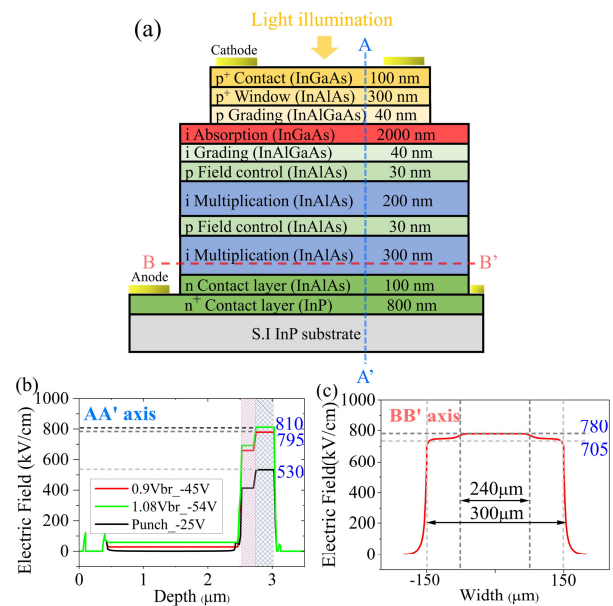 (a)
Light illumination
Cathode
A
p+ Contact (InGaAs) 100 nm
p+ Window (InAlAs) 300 nm
p Grading (InAlGaAs) 40 nm
i Absorption (InGaAs) 2000 nm
i Grading (InAlGaAs) 40 nm
p Field control (InAlAs) 30 nm
i Multiplication (InAlAs) 200 nm
p Field control (InAlAs) 30 nm
i Multiplication (InAlAs) 300 nm
B B'
Anode
n Contact layer (InAlAs) 100 nm
n+ Contact layer (InP) 800 nm
S.I InP substrate
A'
(b)
AA' axis
Electric Field (kV/cm)
1000
800
600
400
200
0
810
795
530
0.9Vbr_-45V
1.08Vbr_-54V
Punch_-25V
0 1 2 3
Depth (μm)
(c)
BB' axis
Electric Field(kV/cm)
1000
800
600
400
200
0
780
705
240μm
300μm
-150 150
Width (μm)